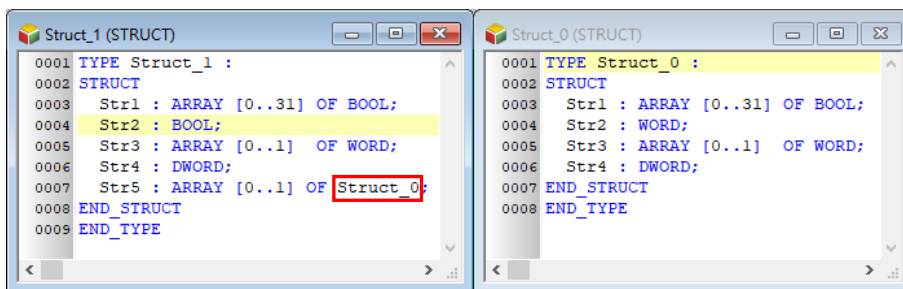 Struct_1 (STRUCT)
0001 TYPE Struct_1 :
0002 STRUCT
0003 Str1 : ARRAY [0..31] OF BOOL;
0004 Str2 : BOOL;
0005 Str3 : ARRAY [0..1] OF WORD;
0006 Str4 : DWORD;
0007 Str5 : ARRAY [0..1] OF Struct_0;
0008 END_STRUCT
0009 END_TYPE
Struct_0 (STRUCT)
0001 TYPE Struct_0 :
0002 STRUCT
0003 Str1 : ARRAY [0..31] OF BOOL;
0004 Str2 : WORD;
0005 Str3 : ARRAY [0..1] OF WORD;
0006 Str4 : DWORD;
0007 END_STRUCT
0008 END_TYPE